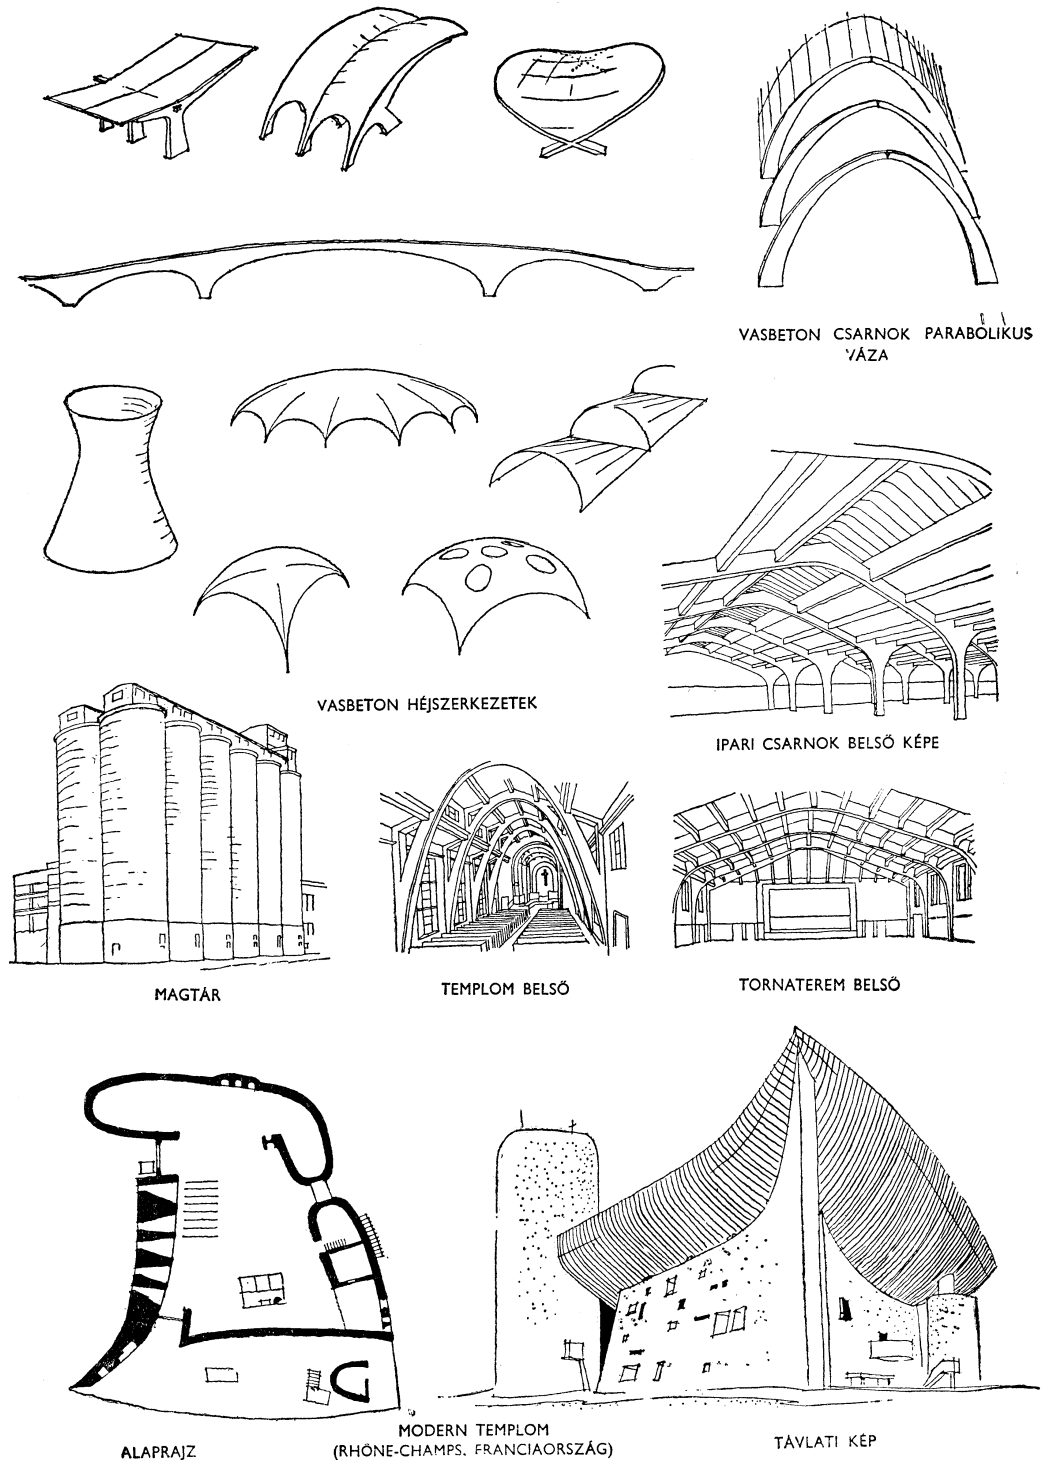 VASBETON CSARNOK PARABOLIKUS
VÁZA
VASBETON HÉJSZERKEZETEK
IPARI CSARNOK BELSŐ KÉPE
MAGTÁR
TEMPLOM BELSŐ
TORNATEREM BELSŐ
ALAPRAJZ
MODERN TEMPLOM
(RHÖNE-CHAMPS. FRANCIAORSZÁG)
TÁVLATI KÉP